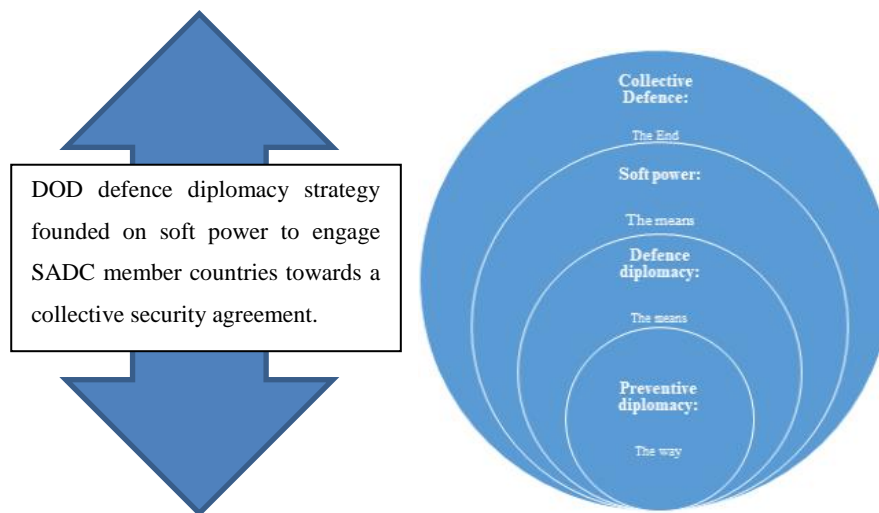 DOD defence diplomacy strategy
founded on soft power to engage
SADC member countries towards a
collective security agreement.
Collective
Defence:
The End
Soft power:
The means
Defence
diplomacy:
The means
Preventive
diplomacy:
The way